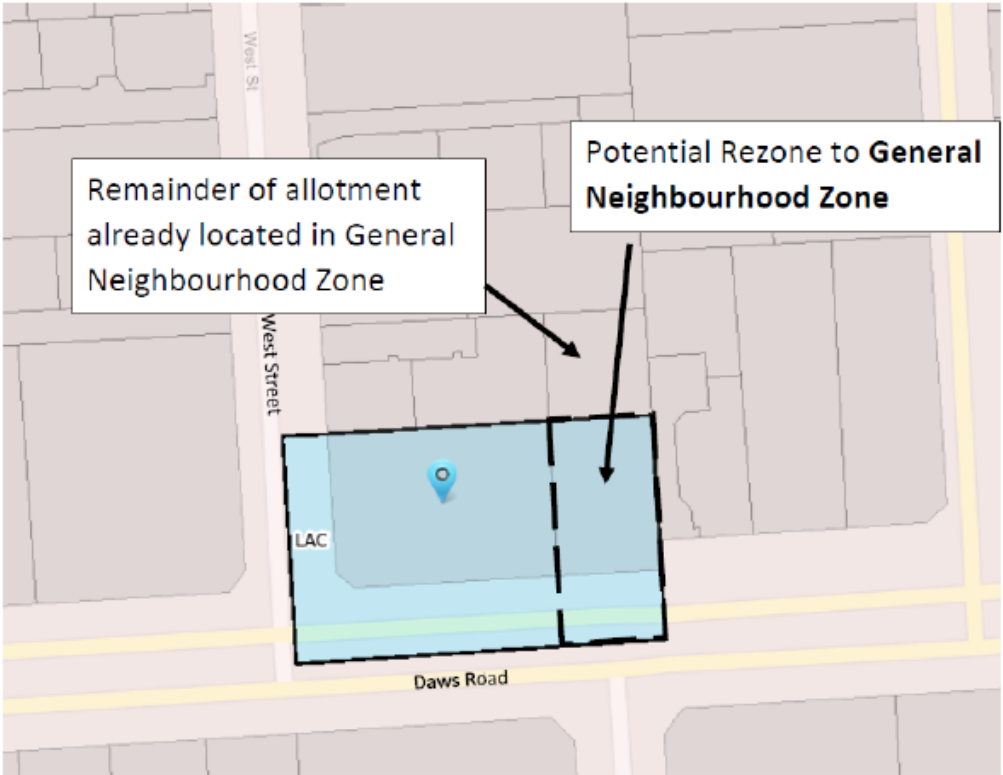 West St
Potential Rezone to General
Neighbourhood Zone
Remainder of allotment
already located in General
Neighbourhood Zone
West Street
LAC
Daws Road